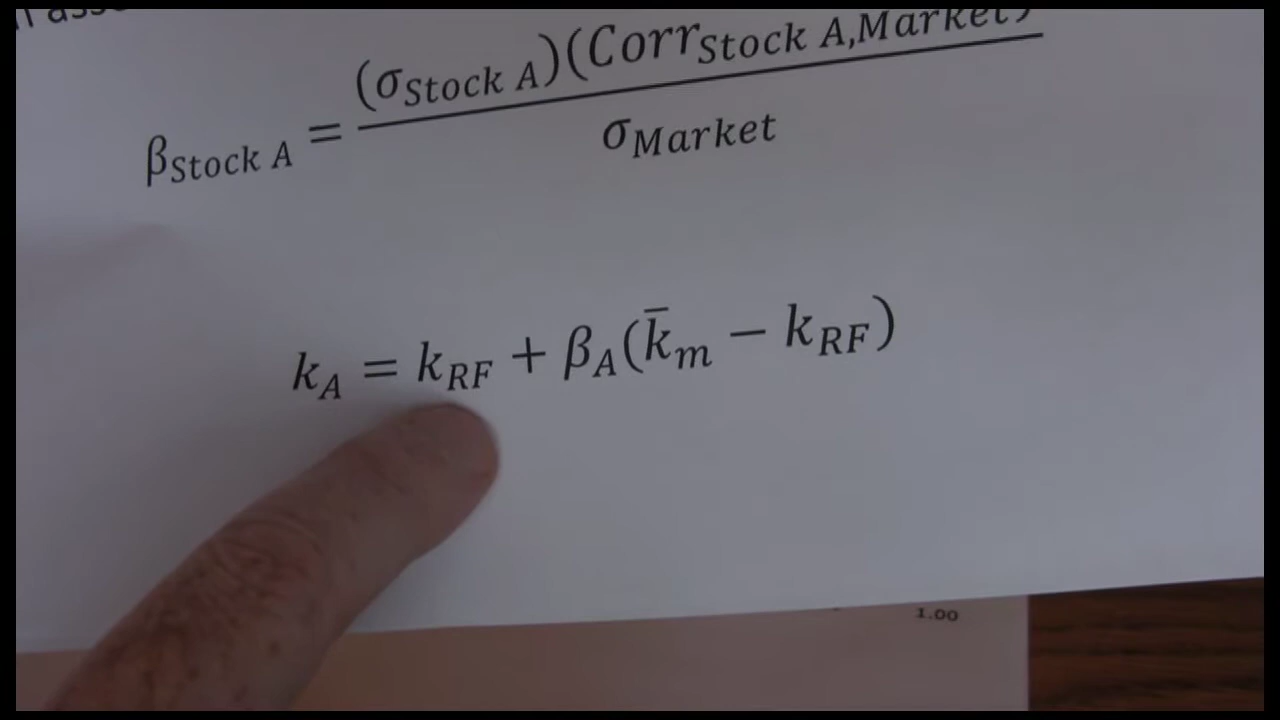 β_Stock A = (σ_Stock A)(Corr_Stock A,Market) / σ_Market
k_A = k_RF + β_A(k̄_m − k_RF)
1.00